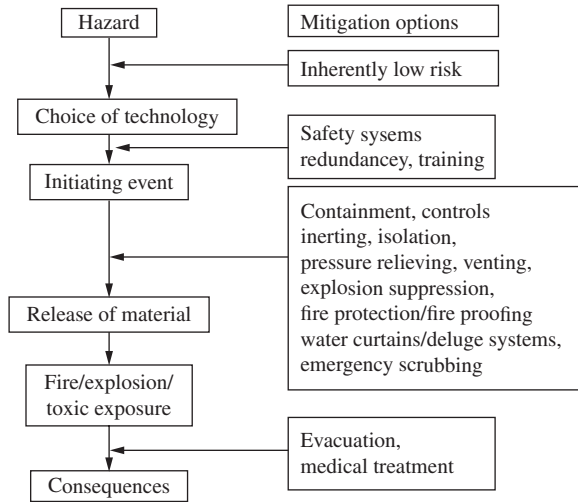 Hazard
Mitigation options
Inherently low risk
Choice of technology
Safety sysems
redundancey, training
Initiating event
Containment, controls
inerting, isolation,
pressure relieving, venting,
explosion suppression,
fire protection/fire proofing
water curtains/deluge systems,
emergency scrubbing
Release of material
Fire/explosion/
toxic exposure
Evacuation,
medical treatment
Consequences